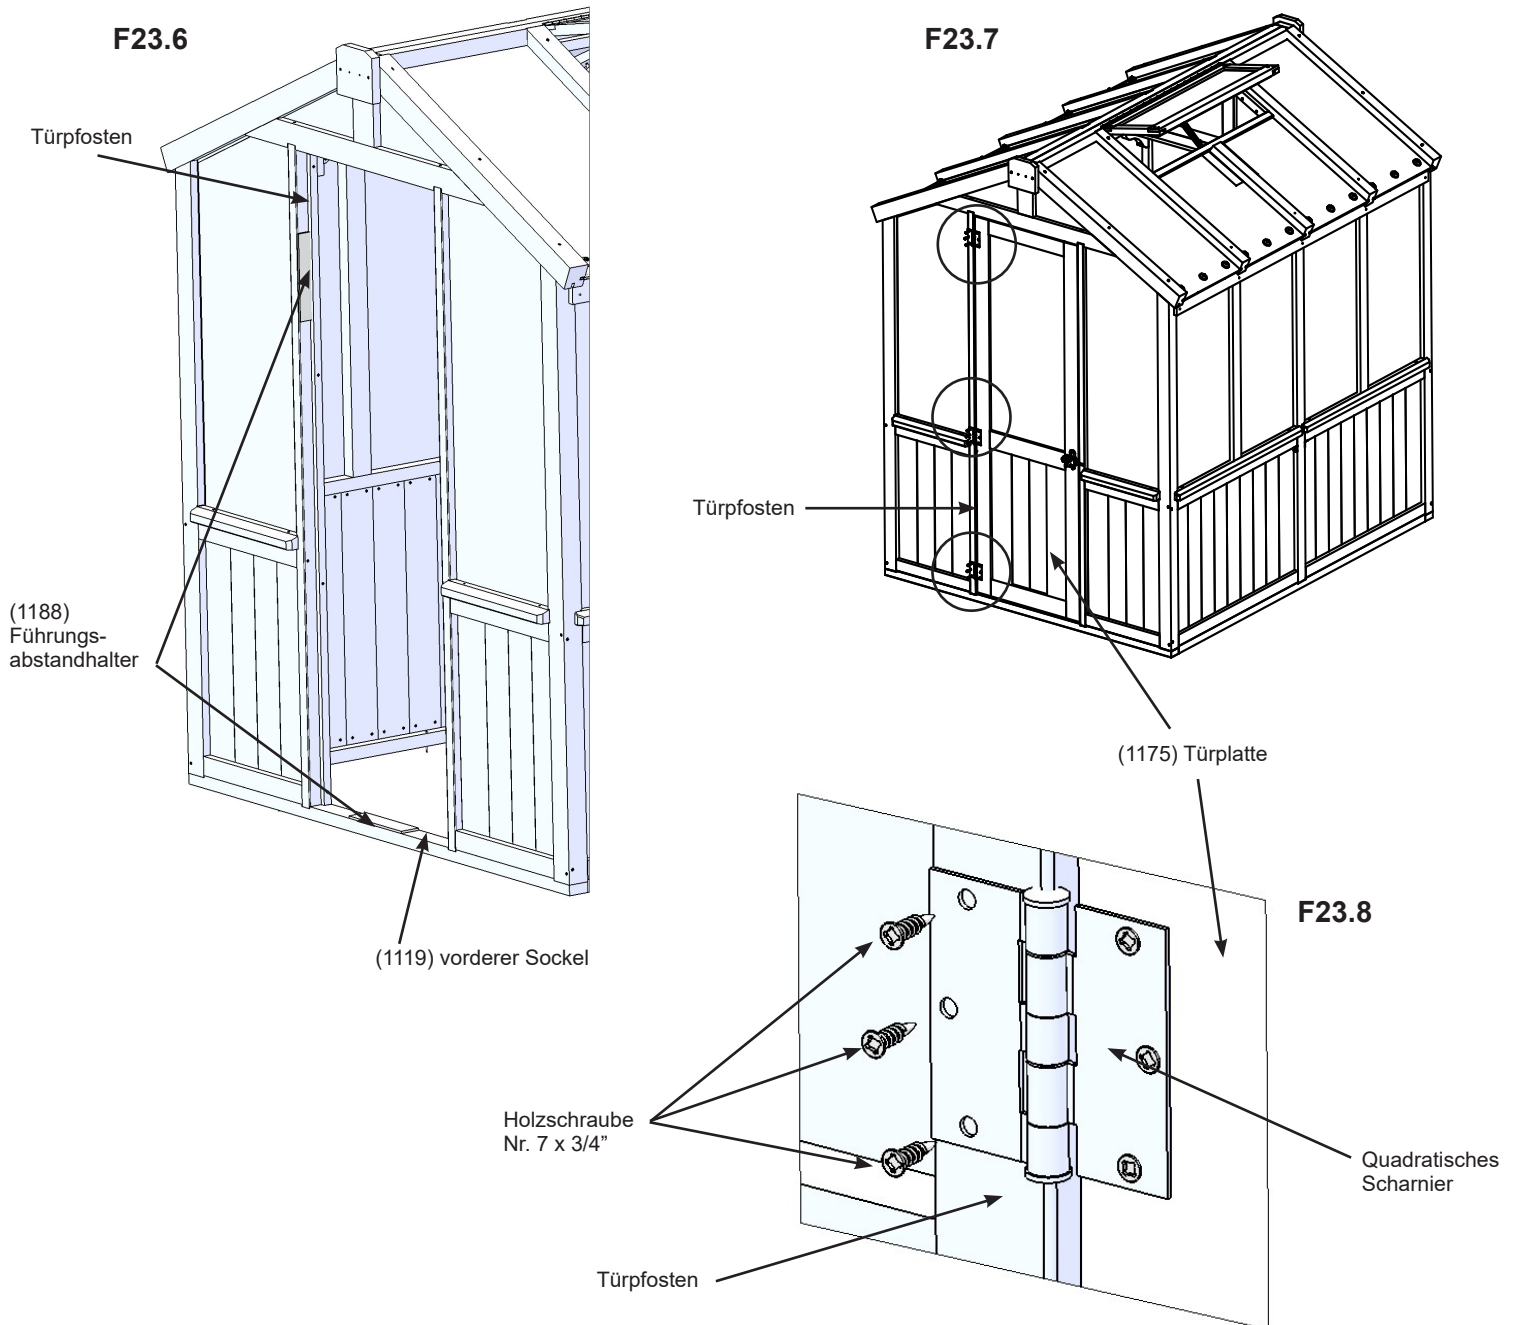 F23.6
Türpfosten
(1188)
Führungs-
abstandhalter
(1119) vorderer Sockel
F23.7
Türpfosten
(1175) Türplatte
F23.8
Holzschraube
Nr. 7 x 3/4”
Quadratisches
Scharnier
Türpfosten